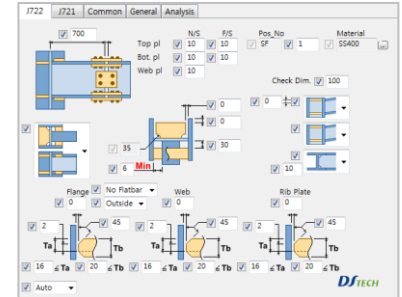 J722 J721 Common General Analysis
700 N/S F/S Pos_No Material
Top pl 10 10 SF 1 SS400 ...
Bot. pl 10 10
Web pl 10
Check Dim. 100
0 0
35 30
6 Min 10
Flange No Flatbar Web Rib Plate
0 Outside 0 0
2 45 2 45 2 45
Ta Tb Ta Tb Ta Tb
16 ≤Ta 20 ≤Tb 16 ≤Ta 20 ≤Tb 16 ≤Ta 20 ≤Tb
Auto DSTECH